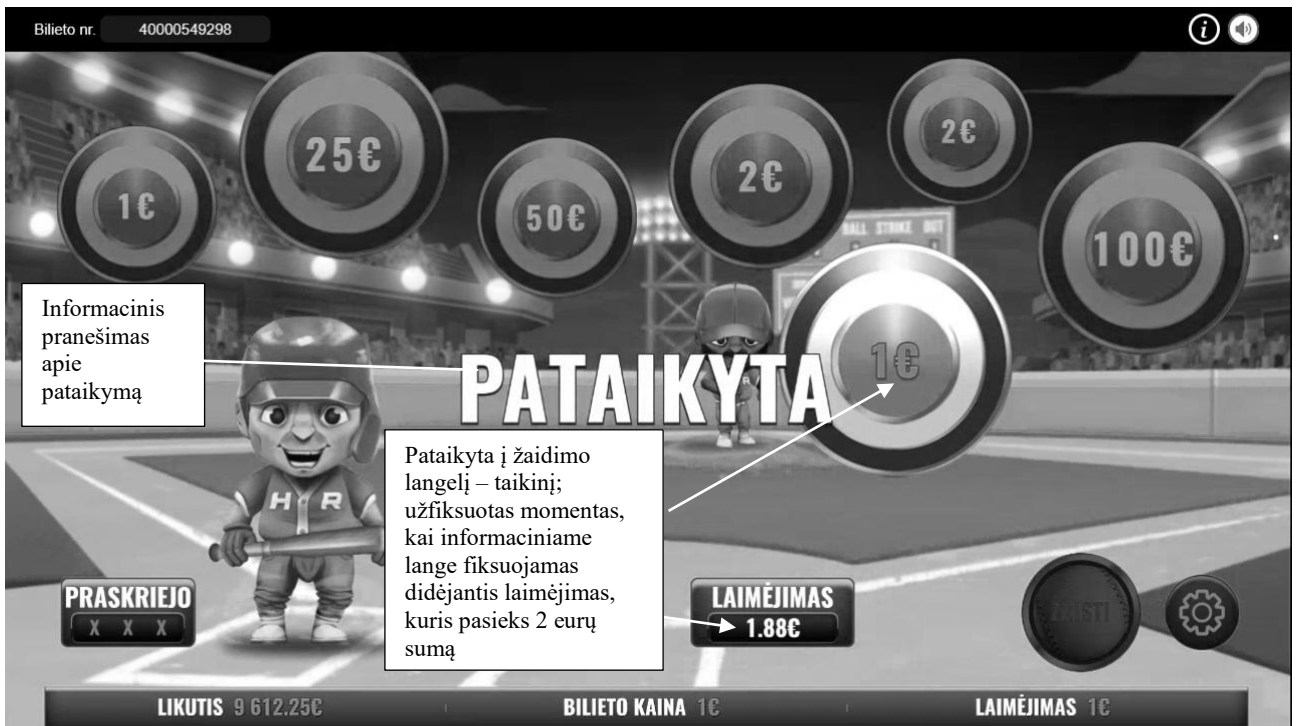 Bilieto nr. 40000549298
i
25€
2€
2€
1€
50€
100€
BALL STRIKE OUT
Informacinis
pranešimas
apie
pataikymą
1€
PATAIKYTA
Pataikyta į žaidimo
langelį – taikinį;
užfiksuotas momentas,
kai informaciniame
lange fiksuojamas
didėjantis laimėjimas,
kuris pasieks 2 eurų
sumą
H R
PRASKRIEJO
X X X
LAIMĖJIMAS
1.88€
ŽAISTI
LIKUTIS 9 612.25€ BILIETO KAINA 1€ LAIMĖJIMAS 1€